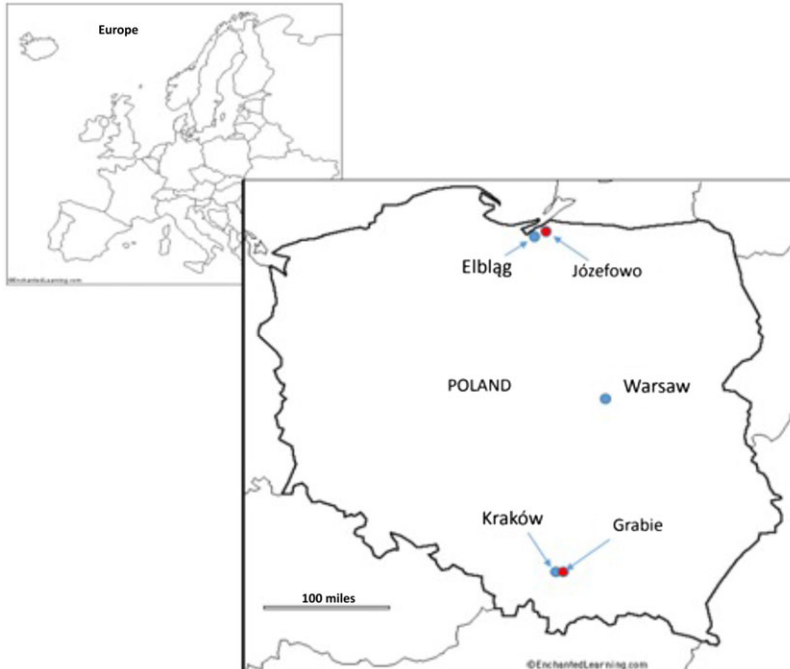 Europe
©EnchantedLearning.com
Elbląg
Józefowo
POLAND
Warsaw
Kraków
Grabie
100 miles
©EnchantedLearning.com